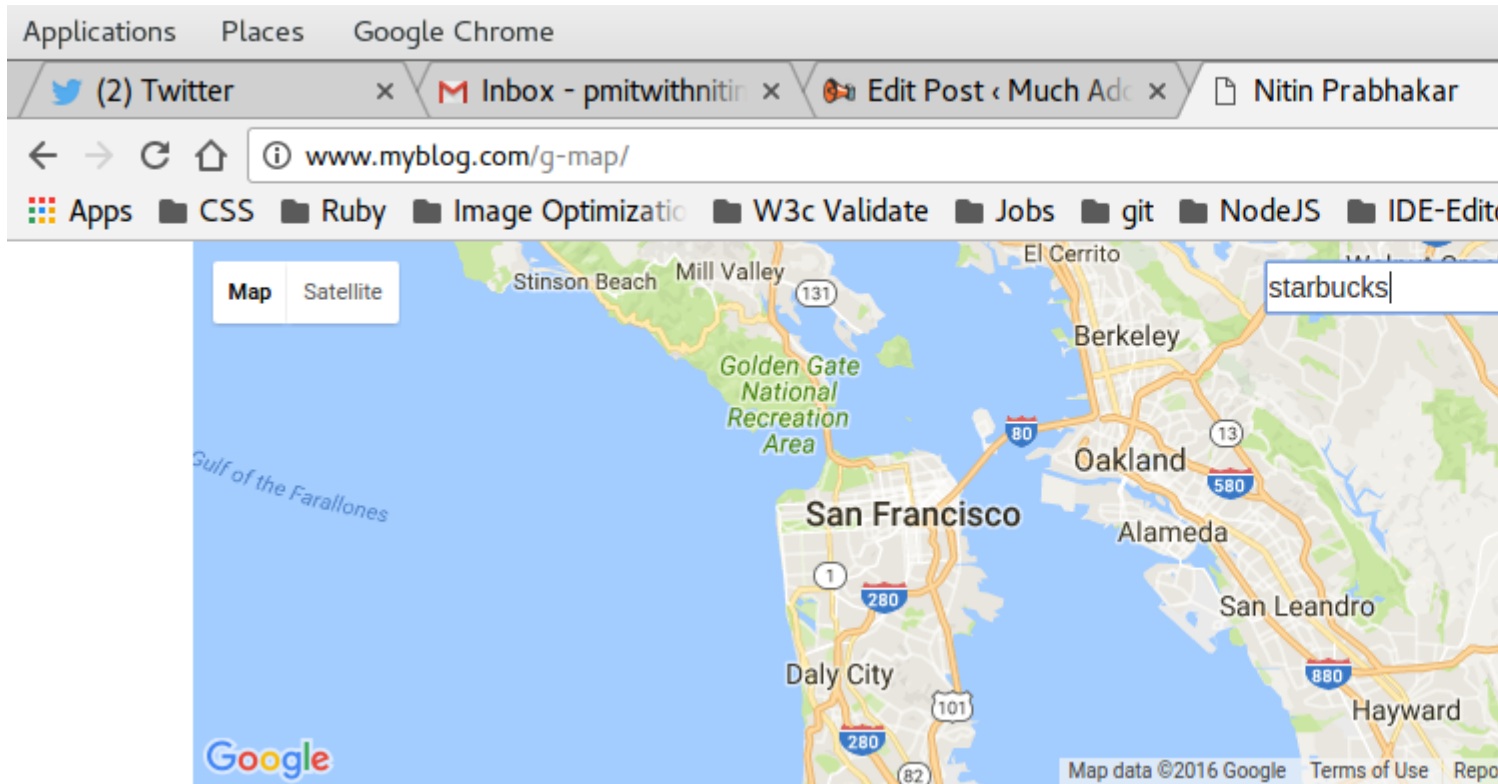 Applications Places Google Chrome
(2) Twitter × Inbox - pmitwithnitin × Edit Post ‹ Much Ado × Nitin Prabhakar
www.myblog.com/g-map/
Apps CSS Ruby Image Optimizatio W3c Validate Jobs git NodeJS IDE-Edito
Map Satellite
Stinson Beach
Mill Valley
131
El Cerrito
starbucks
Berkeley
Golden Gate
National
Recreation
Area
80
13
Oakland
580
Gulf of the Farallones
San Francisco
Alameda
1
280
San Leandro
Daly City
880
101
Hayward
280
82
Google
Map data ©2016 Google Terms of Use Repo